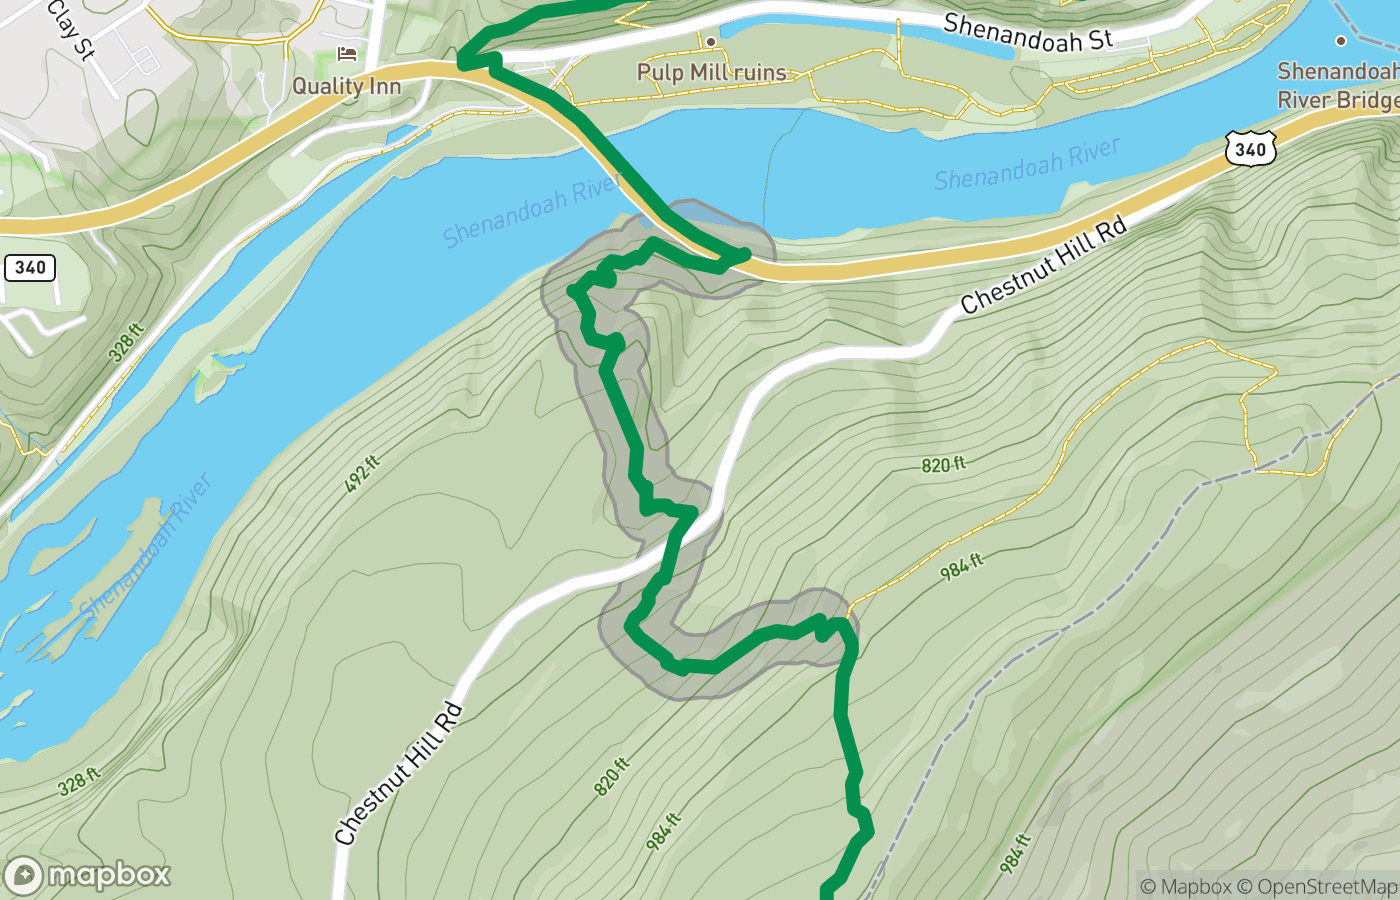 Clay St
Shenandoah St
Pulp Mill ruins
Quality Inn
Shenandoah
River Bridge
340
Shenandoah River
Shenandoah River
Chestnut Hill Rd
340
328 ft
492 ft
820 ft
Shenandoah River
984 ft
Chestnut Hill Rd
328 ft
820 ft
984 ft
984 ft
mapbox
© Mapbox © OpenStreetMap